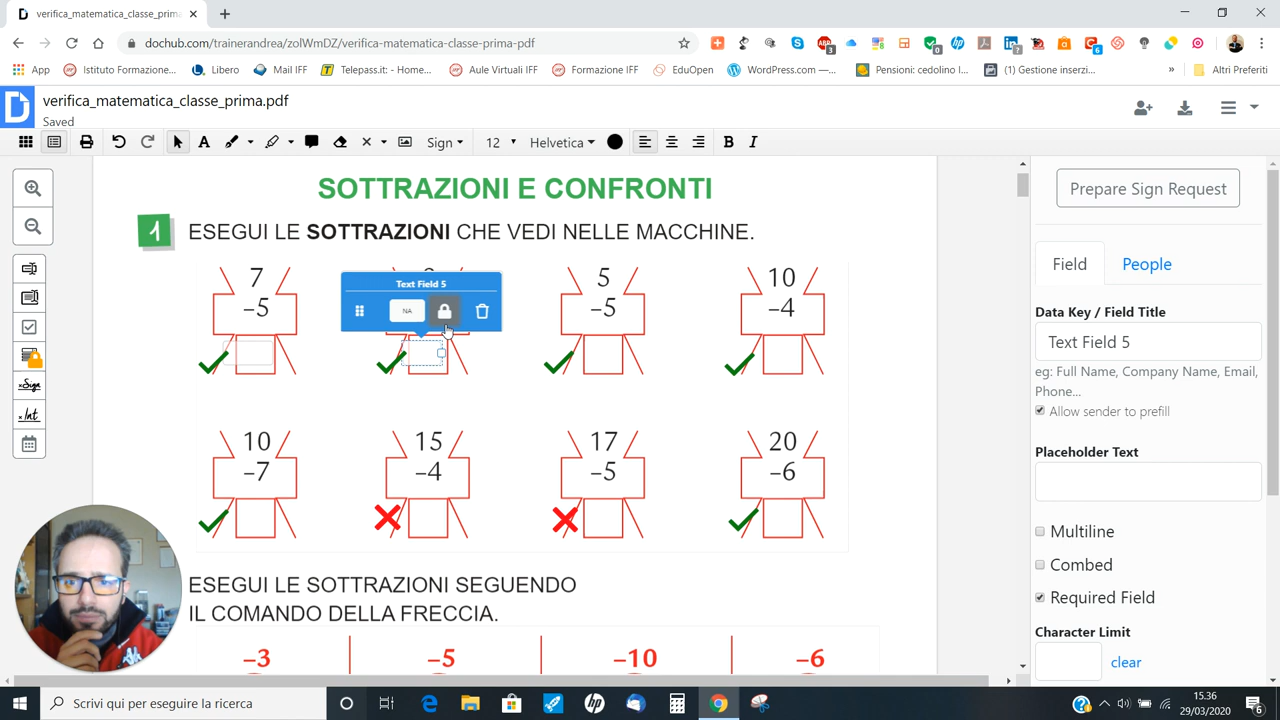 verifica_matematica_classe_prima
dochub.com/trainerandrea/zolWmDZ/verifica-matematica-classe-prima-pdf
App
Istituto Formazione...
Libero
Mail IFF
Telepass.it: - Home...
Aule Virtuali IFF
Formazione IFF
EduOpen
WordPress.com —...
Pensioni: cedolino I...
(1) Gestione inserzi...
»
Altri Preferiti
verifica_matematica_classe_prima.pdf
Saved
Sign
12
Helvetica
B
I
Prepare Sign Request
Field
People
Data Key / Field Title
Text Field 5
eg: Full Name, Company Name, Email,
Phone...
Allow sender to prefill
Placeholder Text
Multiline
Combed
Required Field
Character Limit
clear
SOTTRAZIONI E CONFRONTI
1
ESEGUI LE SOTTRAZIONI CHE VEDI NELLE MACCHINE.
Text Field 5
NA
7
–5
5
–5
10
–4
10
–7
15
–4
17
–5
20
–6
ESEGUI LE SOTTRAZIONI SEGUENDO
IL COMANDO DELLA FRECCIA.
–3
–5
–10
–6
Scrivi qui per eseguire la ricerca
15.36
29/03/2020
6